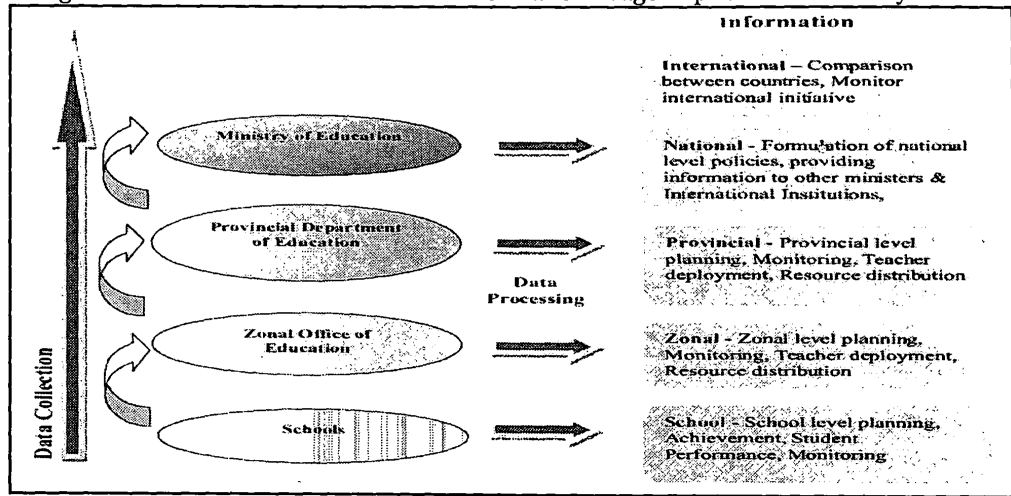 Information
International – Comparison
between countries, Monitor
international initiative
Ministry of Education
National - Formulation of national
level policies, providing
information to other ministers &
International Institutions,
Provincial Department
of Education
Provincial - Provincial level
planning, Monitoring, Teacher
deployment, Resource distribution
Data
Processing
Zonal Office of
Education
Zonal - Zonal level planning,
Monitoring, Teacher deployment,
Resource distribution
Schools
School - School level planning,
Achievement, Student
Performance, Monitoring
Data Collection